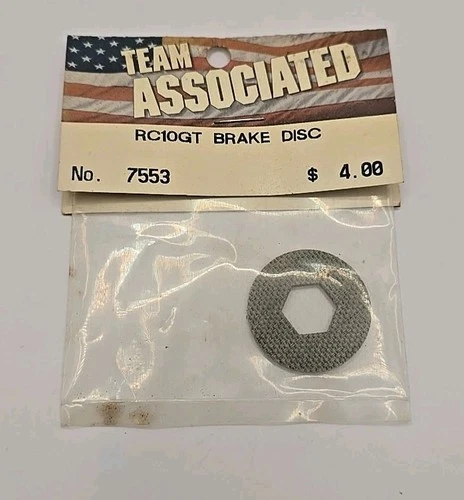 TEAM
ASSOCIATED
RC10GT BRAKE DISC
No. 7553 $ 4.00